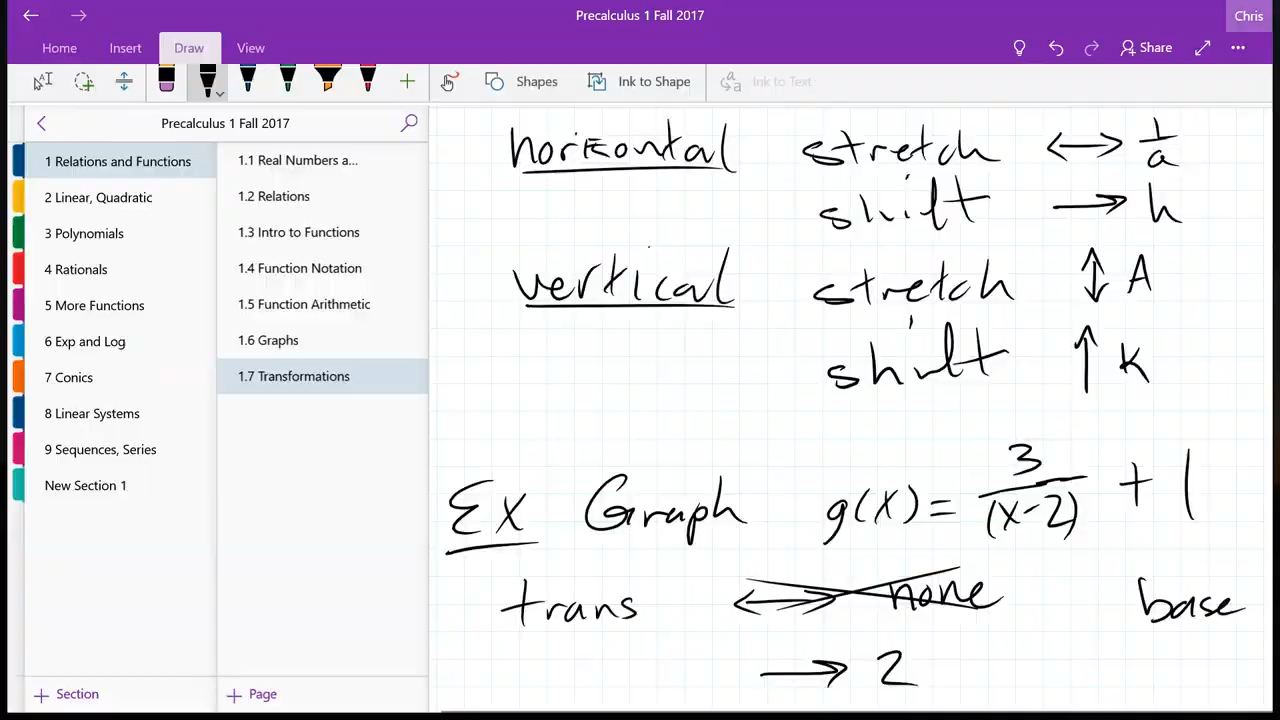 Precalculus 1 Fall 2017
Chris
Home Insert Draw View
Share
Shapes Ink to Shape Ink to Text
Precalculus 1 Fall 2017
1 Relations and Functions
2 Linear, Quadratic
3 Polynomials
4 Rationals
5 More Functions
6 Exp and Log
7 Conics
8 Linear Systems
9 Sequences, Series
New Section 1
1.1 Real Numbers a...
1.2 Relations
1.3 Intro to Functions
1.4 Function Notation
1.5 Function Arithmetic
1.6 Graphs
1.7 Transformations
+ Section
+ Page
horizontal stretch ↔ 1/a
shift → h
vertical stretch ↕ A
shift ↑ K
EX Graph g(x) = 3/(x-2) + 1
trans ↔ none base
→ 2